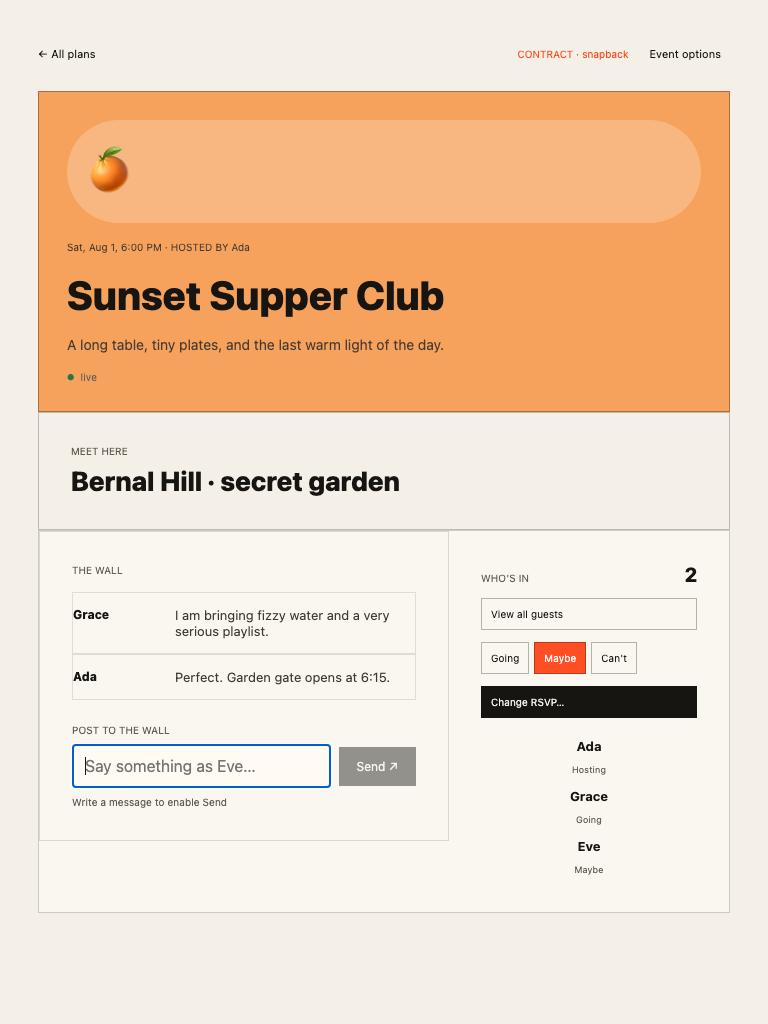 ← All plans
CONTRACT · snapback
Event options
Sat, Aug 1, 6:00 PM · HOSTED BY Ada
Sunset Supper Club
A long table, tiny plates, and the last warm light of the day.
live
MEET HERE
Bernal Hill · secret garden
THE WALL
Grace
I am bringing fizzy water and a very
serious playlist.
Ada
Perfect. Garden gate opens at 6:15.
POST TO THE WALL
Say something as Eve...
Send ↗
Write a message to enable Send
WHO'S IN
2
View all guests
Going
Maybe
Can't
Change RSVP...
Ada
Hosting
Grace
Going
Eve
Maybe